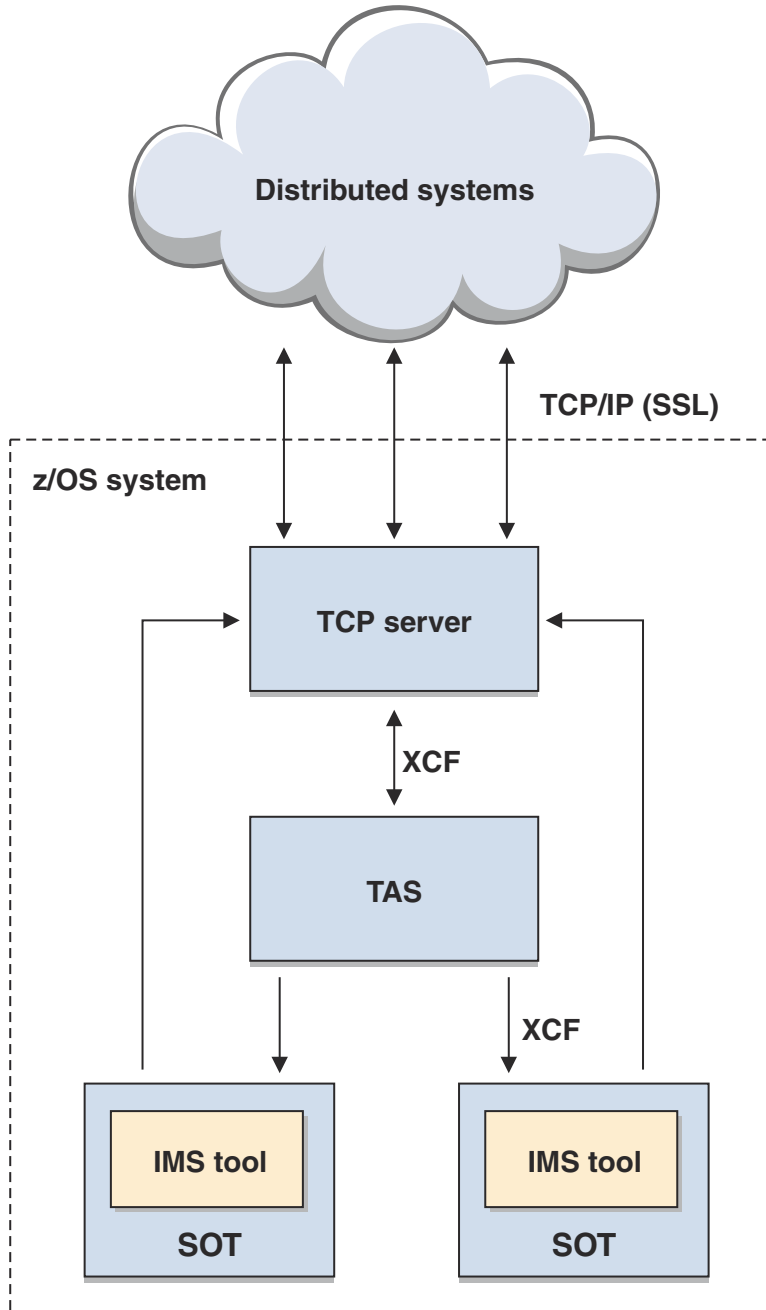 Distributed systems
TCP/IP (SSL)
z/OS system
TCP server
XCF
TAS
XCF
IMS tool
IMS tool
SOT
SOT